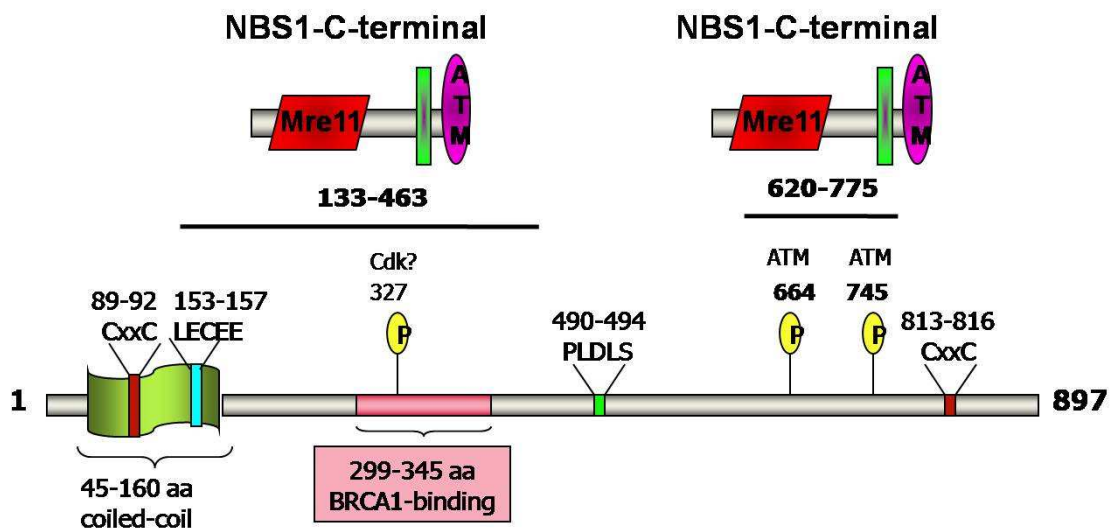 NBS1-C-terminal
NBS1-C-terminal
Mre11
A
T
M
Mre11
A
T
M
133-463
620-775
Cdk?
327
ATM
664
ATM
745
89-92
CxxC
153-157
LECEE
490-494
PLDLS
813-816
CxxC
P
P
P
1
897
45-160 aa
coiled-coil
299-345 aa
BRCA1-binding